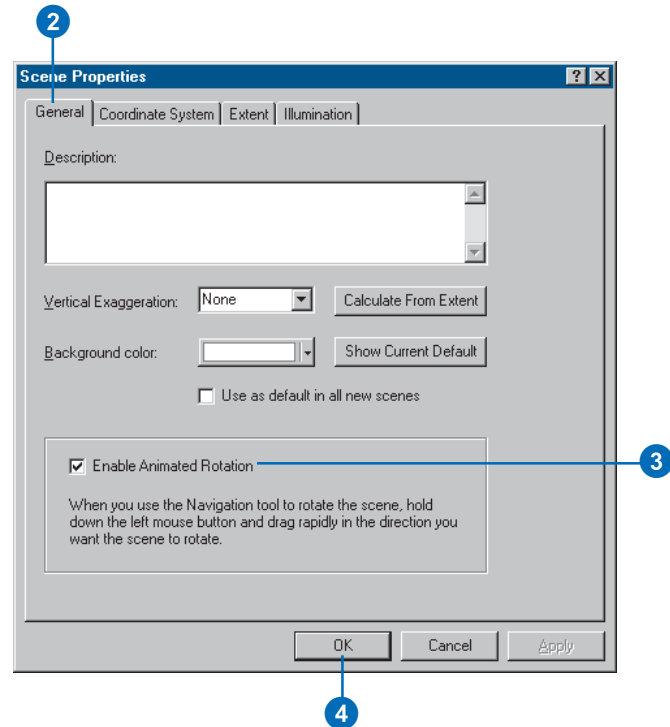 2
Scene Properties
General Coordinate System Extent Illumination
Description:
Vertical Exaggeration: None Calculate From Extent
Background color: Show Current Default
Use as default in all new scenes
Enable Animated Rotation 3
When you use the Navigation tool to rotate the scene, hold
down the left mouse button and drag rapidly in the direction you
want the scene to rotate.
OK Cancel Apply
4